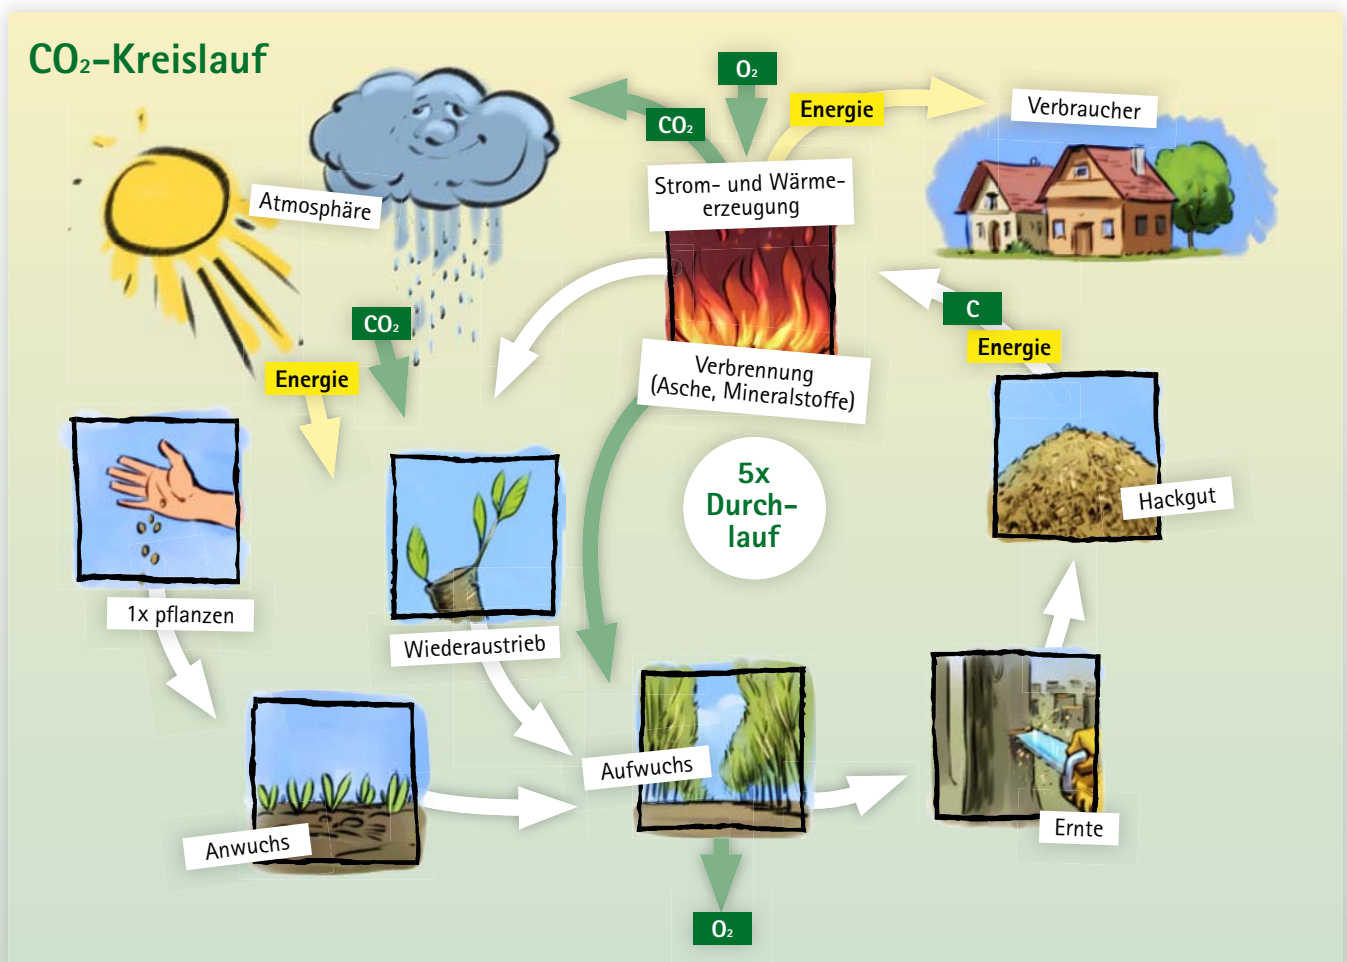 CO₂-Kreislauf
O₂
CO₂
Energie
Verbraucher
Strom- und Wärme-
erzeugung
Atmosphäre
CO₂
Energie
C
Energie
Verbrennung
(Asche, Mineralstoffe)
5x
Durch-
lauf
Hackgut
1x pflanzen
Wiederaustrieb
Aufwuchs
Anwuchs
Ernte
O₂